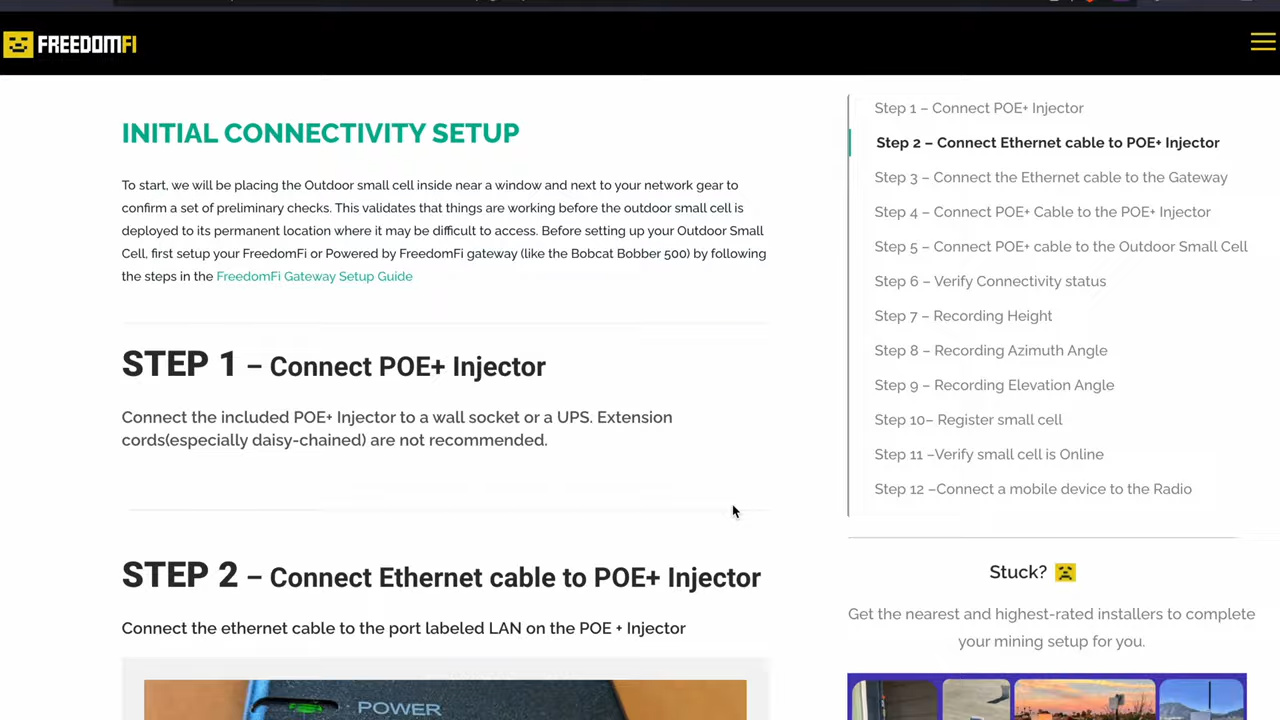 FREEDOMFI
INITIAL CONNECTIVITY SETUP
To start, we will be placing the Outdoor small cell inside near a window and next to your network gear to
confirm a set of preliminary checks. This validates that things are working before the outdoor small cell is
deployed to its permanent location where it may be difficult to access. Before setting up your Outdoor Small
Cell, first setup your FreedomFi or Powered by FreedomFi gateway (like the Bobcat Bobber 500) by following
the steps in the FreedomFi Gateway Setup Guide
STEP 1 – Connect POE+ Injector
Connect the included POE+ Injector to a wall socket or a UPS. Extension
cords(especially daisy-chained) are not recommended.
STEP 2 – Connect Ethernet cable to POE+ Injector
Connect the ethernet cable to the port labeled LAN on the POE + Injector
POWER
Step 1 – Connect POE+ Injector
Step 2 – Connect Ethernet cable to POE+ Injector
Step 3 – Connect the Ethernet cable to the Gateway
Step 4 – Connect POE+ Cable to the POE+ Injector
Step 5 – Connect POE+ cable to the Outdoor Small Cell
Step 6 – Verify Connectivity status
Step 7 – Recording Height
Step 8 – Recording Azimuth Angle
Step 9 – Recording Elevation Angle
Step 10– Register small cell
Step 11 –Verify small cell is Online
Step 12 –Connect a mobile device to the Radio
Stuck?
Get the nearest and highest-rated installers to complete
your mining setup for you.